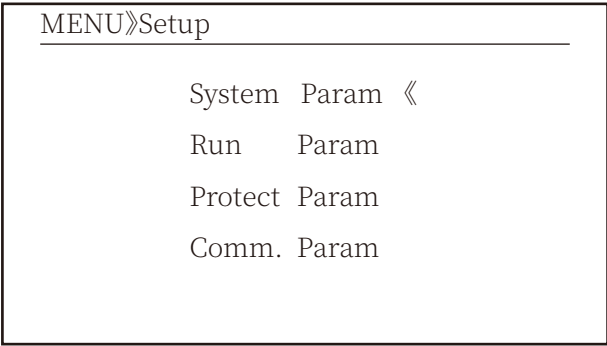 MENU》Setup
System Param 《
Run Param
Protect Param
Comm. Param